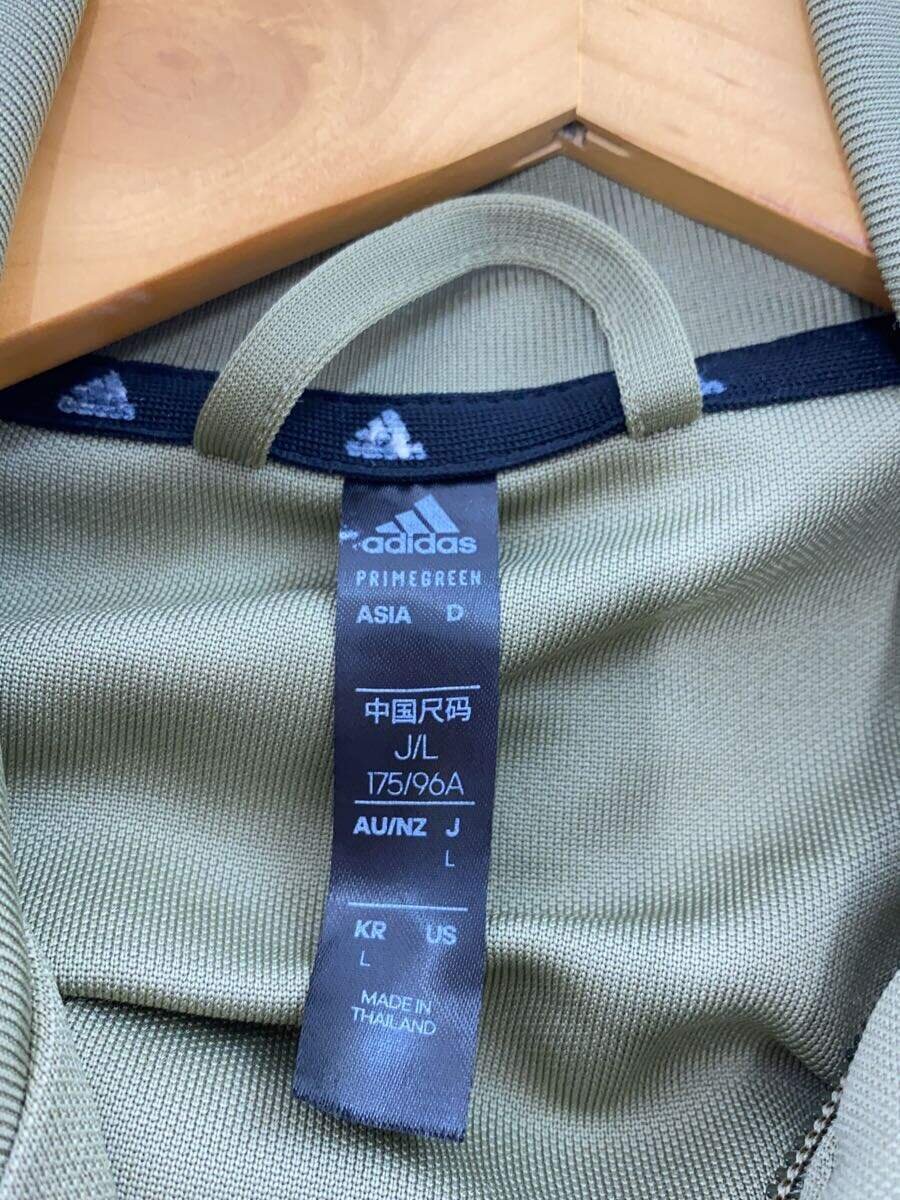 adidas
PRIMEGREEN
ASIA D
中国尺码
J/L
175/96A
AU/NZ J
L
KR US
L
MADE IN
THAILAND